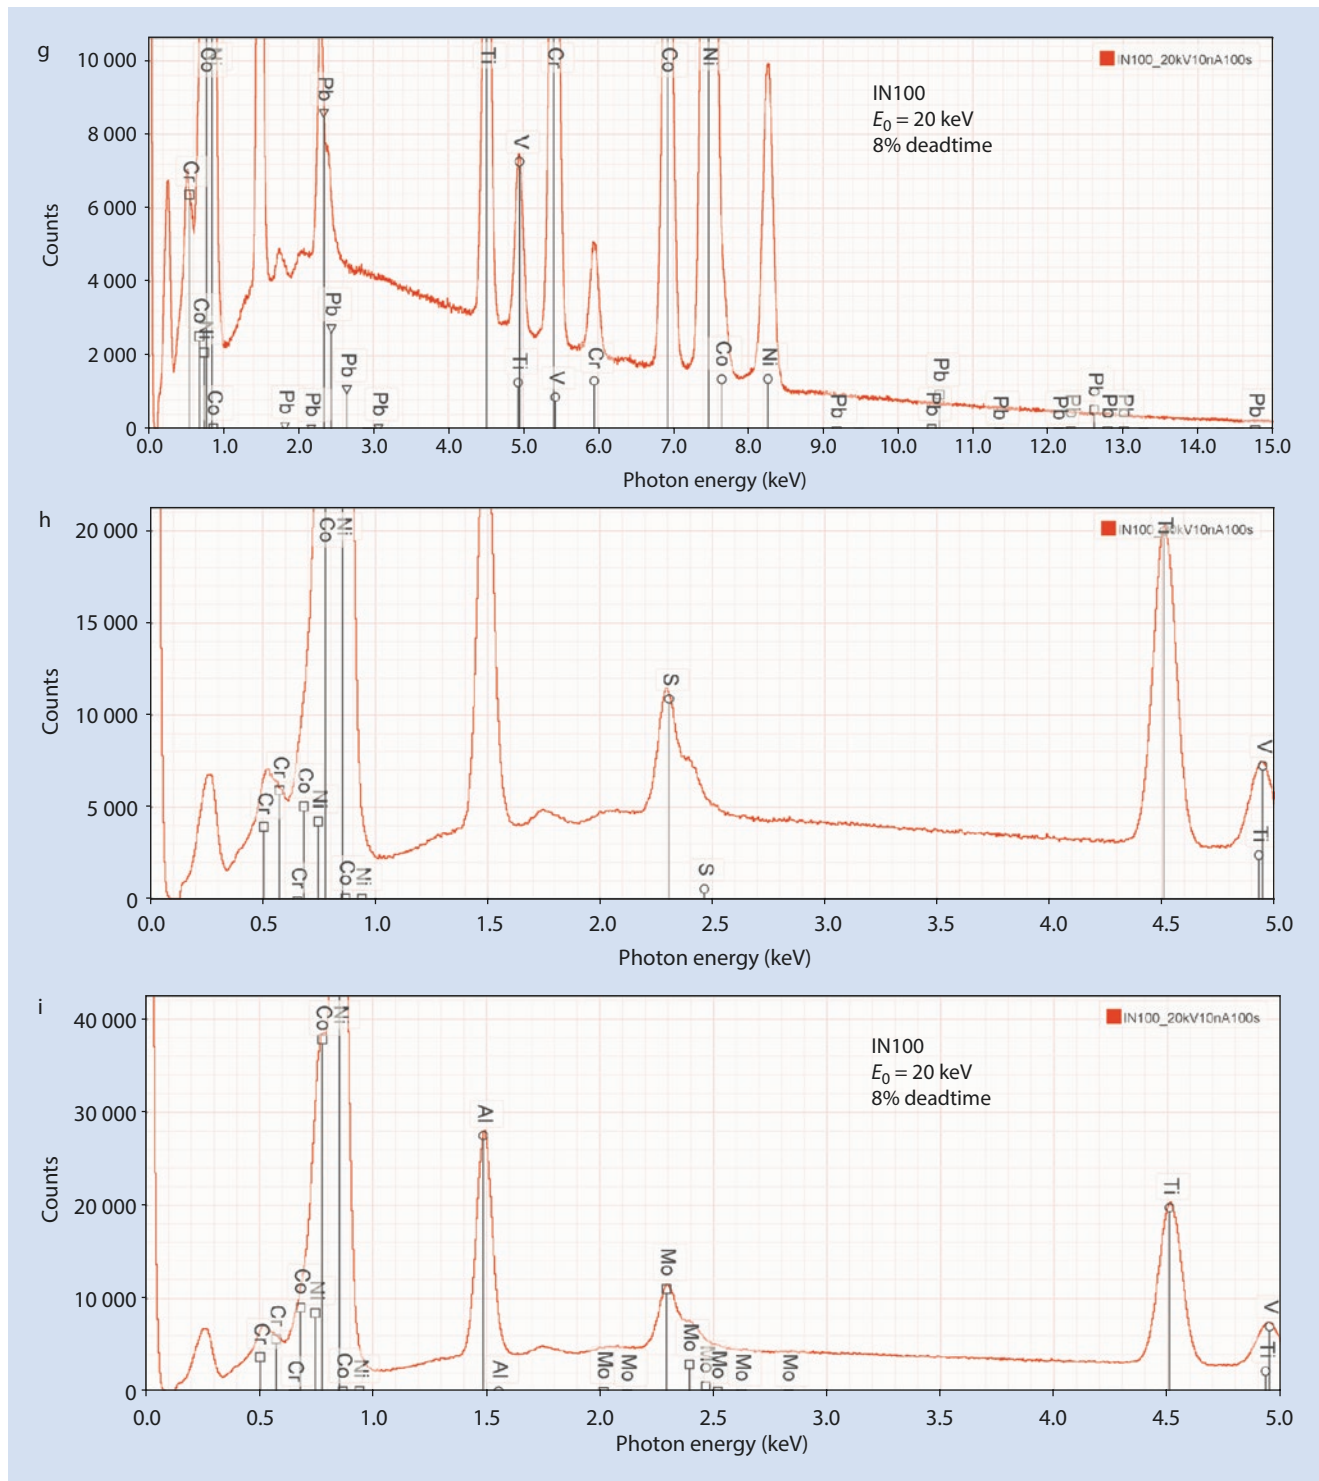 g
10 000
8 000
6 000
4 000
2 000
0
Counts
Cr
Co
Ni
Co
Ni
Co
Pb
Pb
Pb
Pb
Pb
Pb
Ti
V
Ti
Cr
V
Cr
Co
Ni
Co
Ni
Pb
Pb
Pb
Pb
Pb
Pb
Pb
Pb
Pb
Pb
IN100_20kV10nA100s
IN100
E0 = 20 keV
8% deadtime
0.0 1.0 2.0 3.0 4.0 5.0 6.0 7.0 8.0 9.0 10.0 11.0 12.0 13.0 14.0 15.0
Photon energy (keV)
h
20 000
15 000
10 000
5 000
0
Counts
Co
Ni
Cr
Cr
Co
Ni
Cr
Co
Ni
S
S
Ti
V
Ti
IN100_20kV10nA100s
0.0 0.5 1.0 1.5 2.0 2.5 3.0 3.5 4.0 4.5 5.0
Photon energy (keV)
i
40 000
30 000
20 000
10 000
0
Counts
Co
Ni
Co
Ni
Cr
Cr
Cr
Co
Ni
Al
Al
Mo
Mo
Mo
Mo
Mo
Mo
Mo
Mo
Ti
V
Ti
IN100_20kV10nA100s
IN100
E0 = 20 keV
8% deadtime
0.0 0.5 1.0 1.5 2.0 2.5 3.0 3.5 4.0 4.5 5.0
Photon energy (keV)